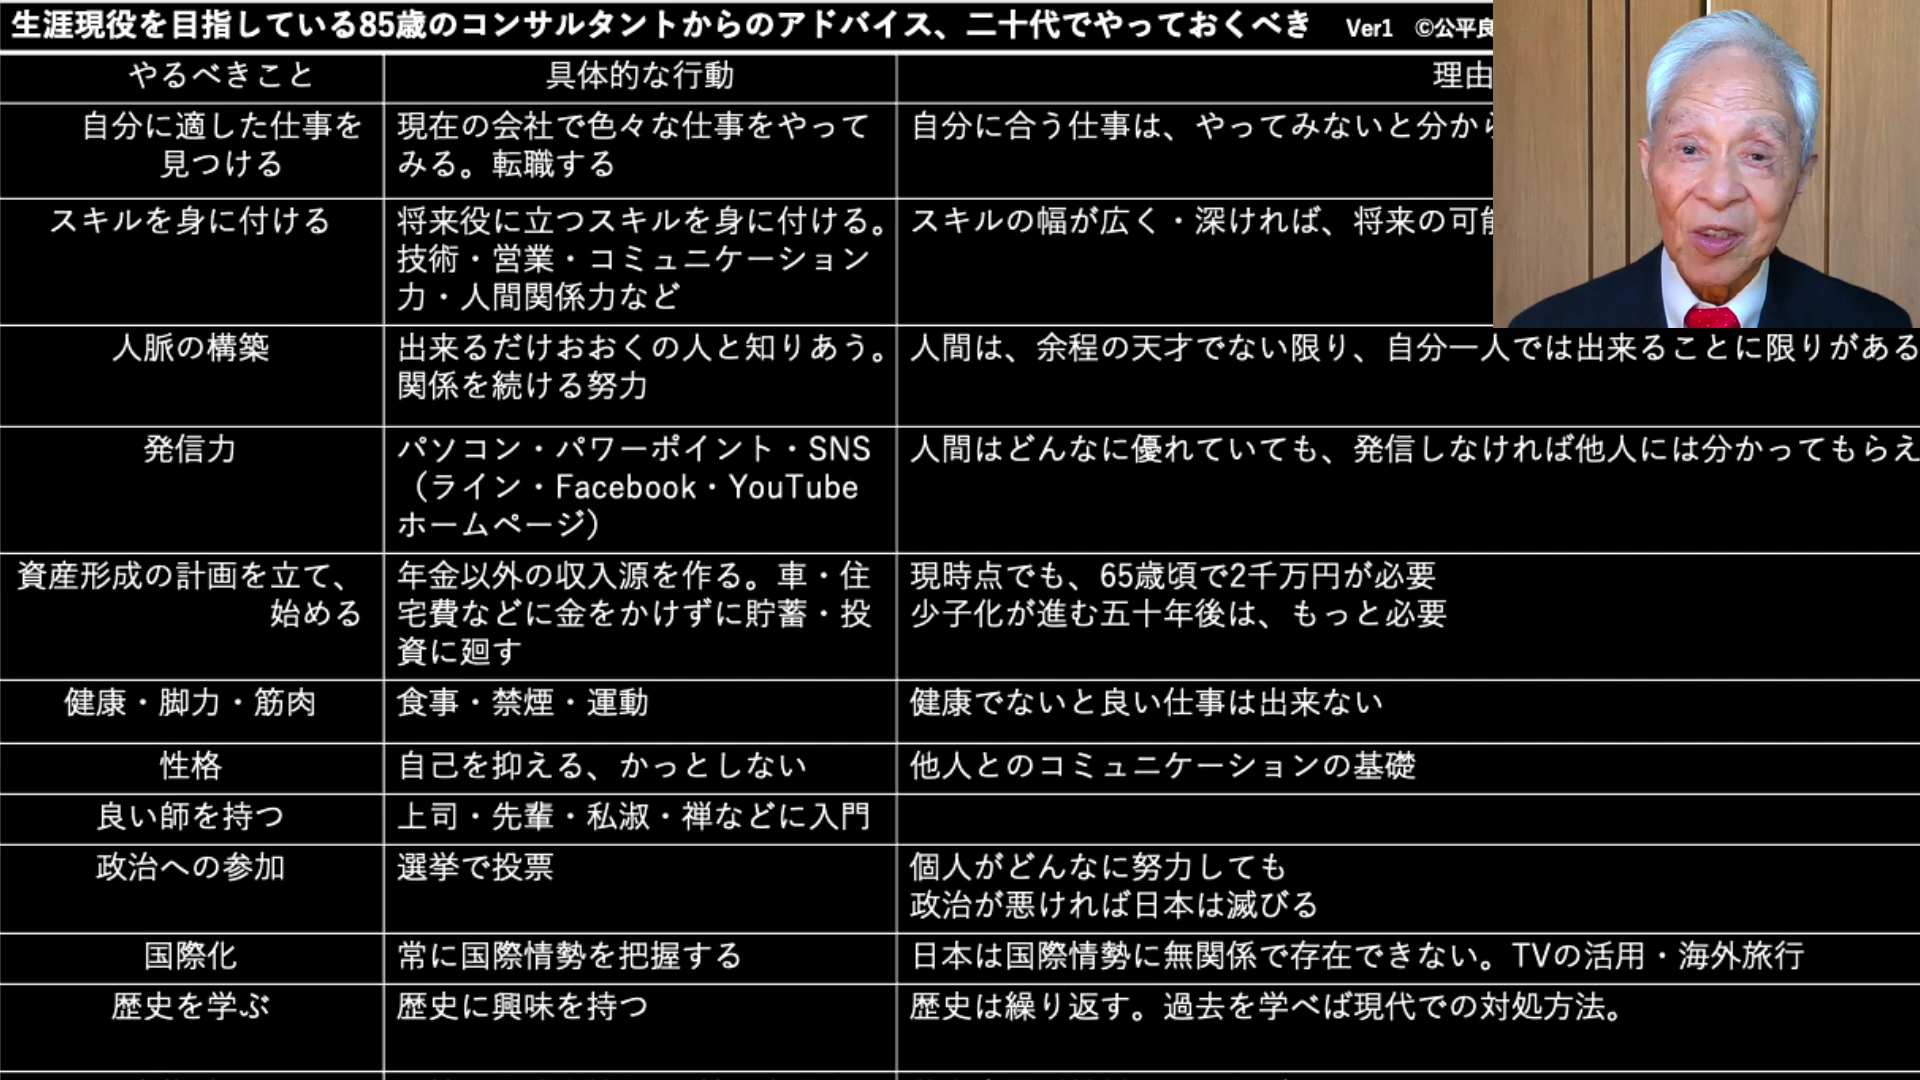 生涯現役を目指している85歳のコンサルタントからのアドバイス、二十代でやっておくべき Ver1 ©公平良
やるべきこと 具体的な行動 理由
自分に適した仕事を
見つける
現在の会社で色々な仕事をやって
みる。転職する
自分に合う仕事は、やってみないと分から
スキルを身に付ける
将来役に立つスキルを身に付ける。
技術・営業・コミュニケーション
力・人間関係力など
スキルの幅が広く・深ければ、将来の可能
人脈の構築
出来るだけおおくの人と知りあう。
関係を続ける努力
人間は、余程の天才でない限り、自分一人では出来ることに限りがある
発信力
パソコン・パワーポイント・SNS
（ライン・Facebook・YouTube
ホームページ）
人間はどんなに優れていても、発信しなければ他人には分かってもらえ
資産形成の計画を立て、
始める
年金以外の収入源を作る。車・住
宅費などに金をかけずに貯蓄・投
資に廻す
現時点でも、65歳頃で2千万円が必要
少子化が進む五十年後は、もっと必要
健康・脚力・筋肉
食事・禁煙・運動
健康でないと良い仕事は出来ない
性格
自己を抑える、かっとしない
他人とのコミュニケーションの基礎
良い師を持つ
上司・先輩・私淑・禅などに入門
政治への参加
選挙で投票
個人がどんなに努力しても
政治が悪ければ日本は滅びる
国際化
常に国際情勢を把握する
日本は国際情勢に無関係で存在できない。TVの活用・海外旅行
歴史を学ぶ
歴史に興味を持つ
歴史は繰り返す。過去を学べば現代での対処方法。